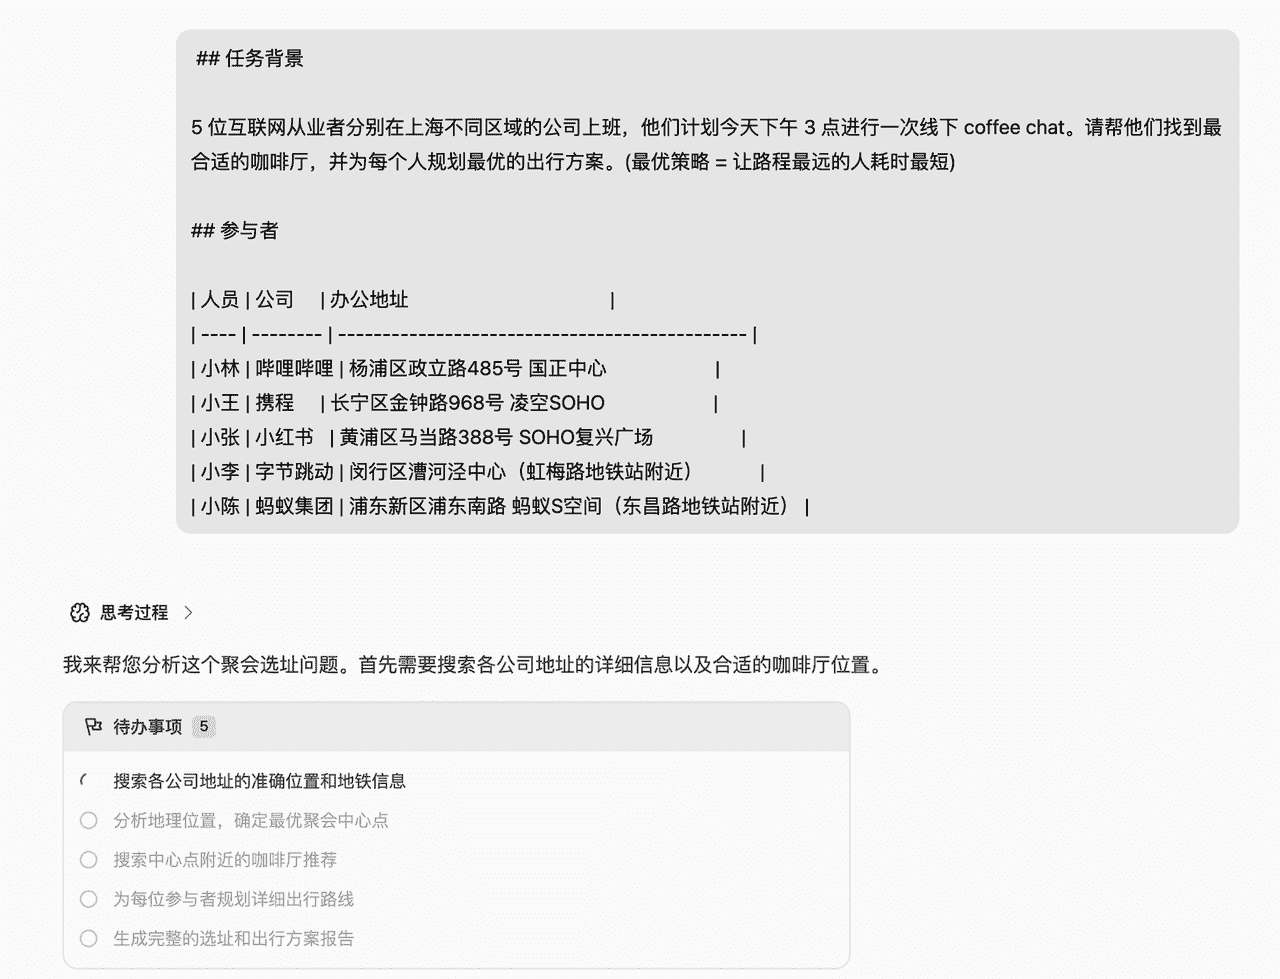 ## 任务背景
5 位互联网从业者分别在上海不同区域的公司上班，他们计划今天下午 3 点进行一次线下 coffee chat。请帮他们找到最
合适的咖啡厅，并为每个人规划最优的出行方案。(最优策略 = 让路程最远的人耗时最短)
## 参与者
| 人员 | 公司     | 办公地址                                     |
| ---- | -------- | ---------------------------------------------- |
| 小林 | 哔哩哔哩 | 杨浦区政立路485号 国正中心                    |
| 小王 | 携程     | 长宁区金钟路968号 凌空SOHO                    |
| 小张 | 小红书   | 黄浦区马当路388号 SOHO复兴广场                |
| 小李 | 字节跳动 | 闵行区漕河泾中心（虹梅路地铁站附近）            |
| 小陈 | 蚂蚁集团 | 浦东新区浦东南路 蚂蚁S空间（东昌路地铁站附近） |
思考过程 >
我来帮您分析这个聚会选址问题。首先需要搜索各公司地址的详细信息以及合适的咖啡厅位置。
待办事项 5
搜索各公司地址的准确位置和地铁信息
分析地理位置，确定最优聚会中心点
搜索中心点附近的咖啡厅推荐
为每位参与者规划详细出行路线
生成完整的选址和出行方案报告